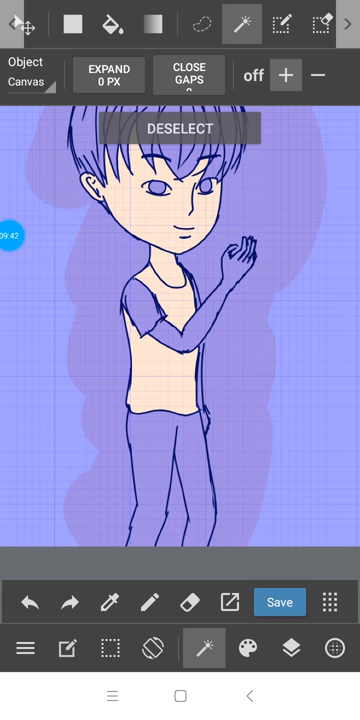 Object
Canvas
EXPAND
0 PX
CLOSE
GAPS
off
DESELECT
09:42
Save